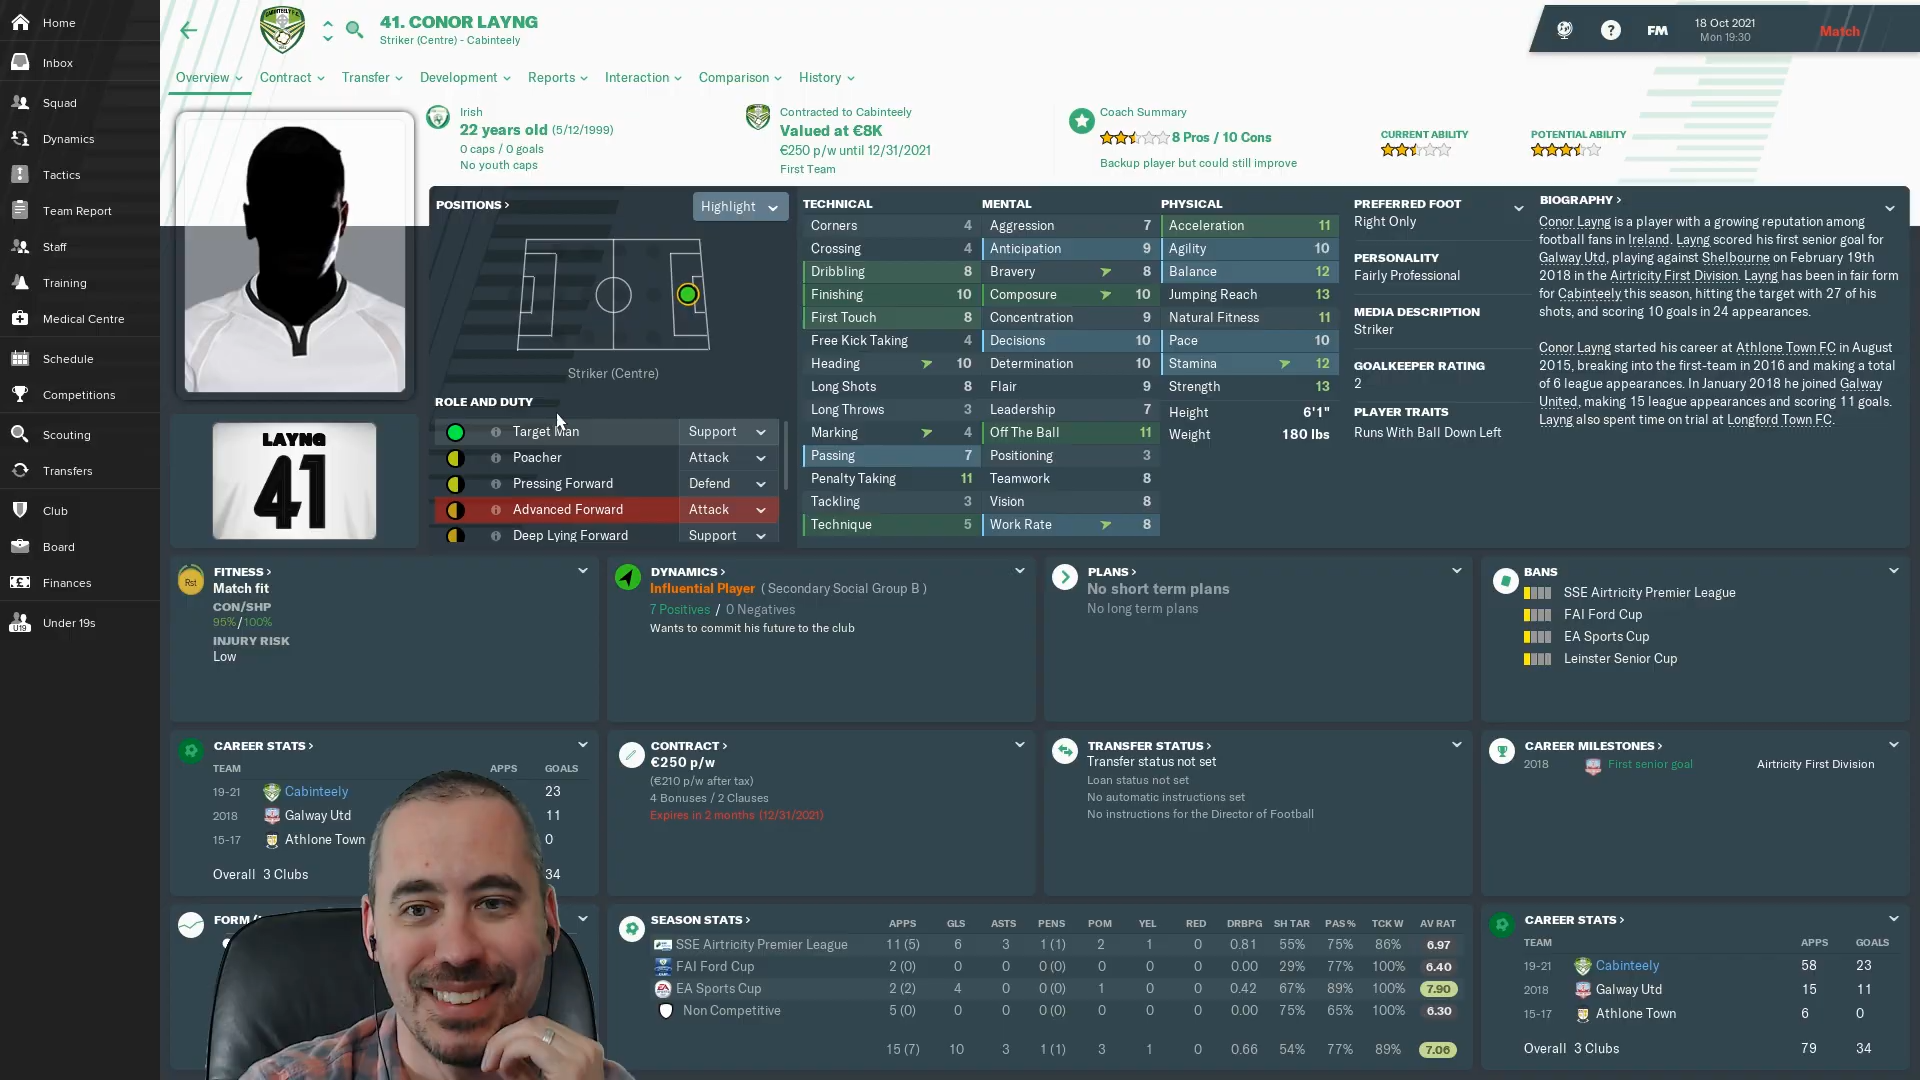 Home
Inbox
Squad
Dynamics
Tactics
Team Report
Staff
Training
Medical Centre
Schedule
Competitions
Scouting
Transfers
Club
Board
Finances
U19 Under 19s
41. CONOR LAYNG
Striker (Centre) - Cabinteely
? FM 18 Oct 2021 Match
Mon 19:30
Overview Contract Transfer Development Reports Interaction Comparison History
Irish
22 years old (5/12/1999)
0 caps / 0 goals
No youth caps
Contracted to Cabinteely
Valued at €8K
€250 p/w until 12/31/2021
First Team
Coach Summary
8 Pros / 10 Cons
Backup player but could still improve
CURRENT ABILITY
POTENTIAL ABILITY
LAYNG
41
POSITIONS >
Highlight
Striker (Centre)
ROLE AND DUTY
Target Man Support
Poacher Attack
Pressing Forward Defend
Advanced Forward Attack
Deep Lying Forward Support
TECHNICAL
Corners 4
Crossing 4
Dribbling 8
Finishing 10
First Touch 8
Free Kick Taking 4
Heading 10
Long Shots 8
Long Throws 3
Marking 4
Passing 7
Penalty Taking 11
Tackling 3
Technique 5
MENTAL
Aggression 7
Anticipation 9
Bravery 8
Composure 10
Concentration 9
Decisions 10
Determination 10
Flair 9
Leadership 7
Off The Ball 11
Positioning 3
Teamwork 8
Vision 8
Work Rate 8
PHYSICAL
Acceleration 11
Agility 10
Balance 12
Jumping Reach 13
Natural Fitness 11
Pace 10
Stamina 12
Strength 13
Height 6'1"
Weight 180 lbs
PREFERRED FOOT
Right Only
PERSONALITY
Fairly Professional
MEDIA DESCRIPTION
Striker
GOALKEEPER RATING
2
PLAYER TRAITS
Runs With Ball Down Left
BIOGRAPHY >
Conor Layng is a player with a growing reputation among
football fans in Ireland. Layng scored his first senior goal for
Galway Utd, playing against Shelbourne on February 19th
2018 in the Airtricity First Division. Layng has been in fair form
for Cabinteely this season, hitting the target with 27 of his
shots, and scoring 10 goals in 24 appearances.
Conor Layng started his career at Athlone Town FC in August
2015, breaking into the first-team in 2016 and making a total
of 6 league appearances. In January 2018 he joined Galway
United, making 15 league appearances and scoring 11 goals.
Layng also spent time on trial at Longford Town FC.
Rst
FITNESS >
Match fit
CON/SHP
95%/100%
INJURY RISK
Low
DYNAMICS >
Influential Player ( Secondary Social Group B )
7 Positives / 0 Negatives
Wants to commit his future to the club
PLANS >
No short term plans
No long term plans
BANS
SSE Airtricity Premier League
FAI Ford Cup
EA Sports Cup
Leinster Senior Cup
CAREER STATS >
TEAM APPS GOALS
19-21 Cabinteely 23
2018 Galway Utd 11
15-17 Athlone Town 0
Overall 3 Clubs 34
CONTRACT >
€250 p/w
(€210 p/w after tax)
4 Bonuses / 2 Clauses
Expires in 2 months (12/31/2021)
TRANSFER STATUS >
Transfer status not set
Loan status not set
No automatic instructions set
No instructions for the Director of Football
CAREER MILESTONES >
2018 First senior goal Airtricity First Division
FORM
SEASON STATS > APPS GLS ASTS PENS POM YEL RED DRBPG SH TAR PAS % TCK W AV RAT
SSE Airtricity Premier League 11 (5) 6 3 1 (1) 2 1 0 0.81 55% 75% 86% 6.97
FAI Ford Cup 2 (0) 0 0 0 (0) 0 0 0 0.00 29% 77% 100% 6.40
EA Sports Cup 2 (2) 4 0 0 (0) 1 0 0 0.42 67% 89% 100% 7.90
Non Competitive 5 (0) 0 0 0 (0) 0 0 0 0.00 75% 65% 100% 6.30
15 (7) 10 3 1 (1) 3 1 0 0.66 54% 77% 89% 7.06
CAREER STATS >
TEAM APPS GOALS
19-21 Cabinteely 58 23
2018 Galway Utd 15 11
15-17 Athlone Town 6 0
Overall 3 Clubs 79 34